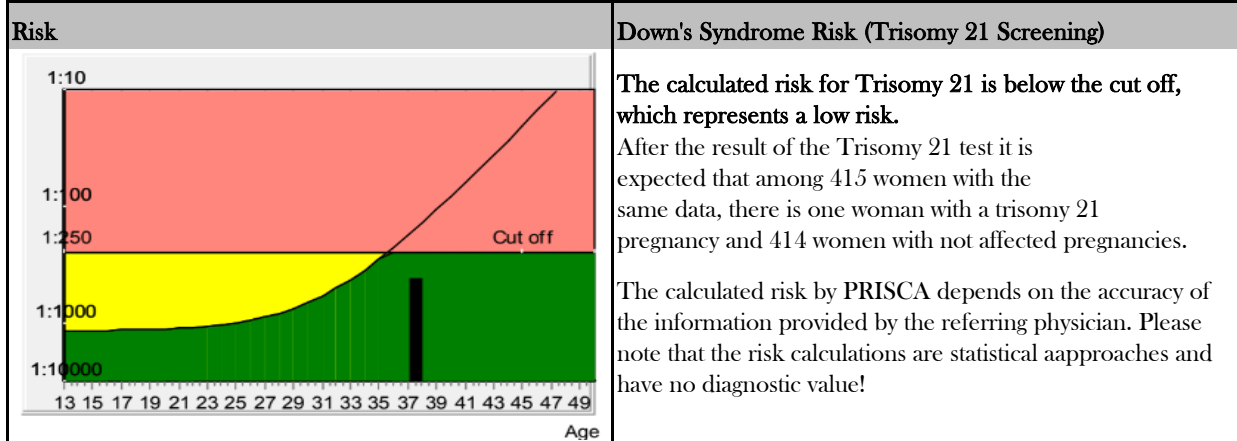 Risk
1:10
1:100
1:250
Cut off
1:1000
1:10000
13 15 17 19 21 23 25 27 29 31 33 35 37 39 41 43 45 47 49
Age
Down's Syndrome Risk (Trisomy 21 Screening)
The calculated risk for Trisomy 21 is below the cut off,
which represents a low risk.
After the result of the Trisomy 21 test it is
expected that among 415 women with the
same data, there is one woman with a trisomy 21
pregnancy and 414 women with not affected pregnancies.
The calculated risk by PRISCA depends on the accuracy of
the information provided by the referring physician. Please
note that the risk calculations are statistical aapproaches and
have no diagnostic value!